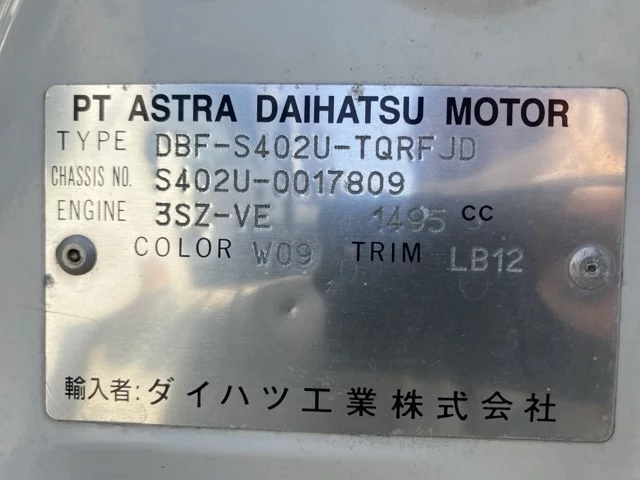 PT ASTRA DAIHATSU MOTOR
TYPE DBF-S402U-TQRFJD
CHASSIS NO. S402U-0017809
ENGINE 3SZ-VE 1495 CC
COLOR W09 TRIM LB12
輸入者: ダイハツ工業株式会社